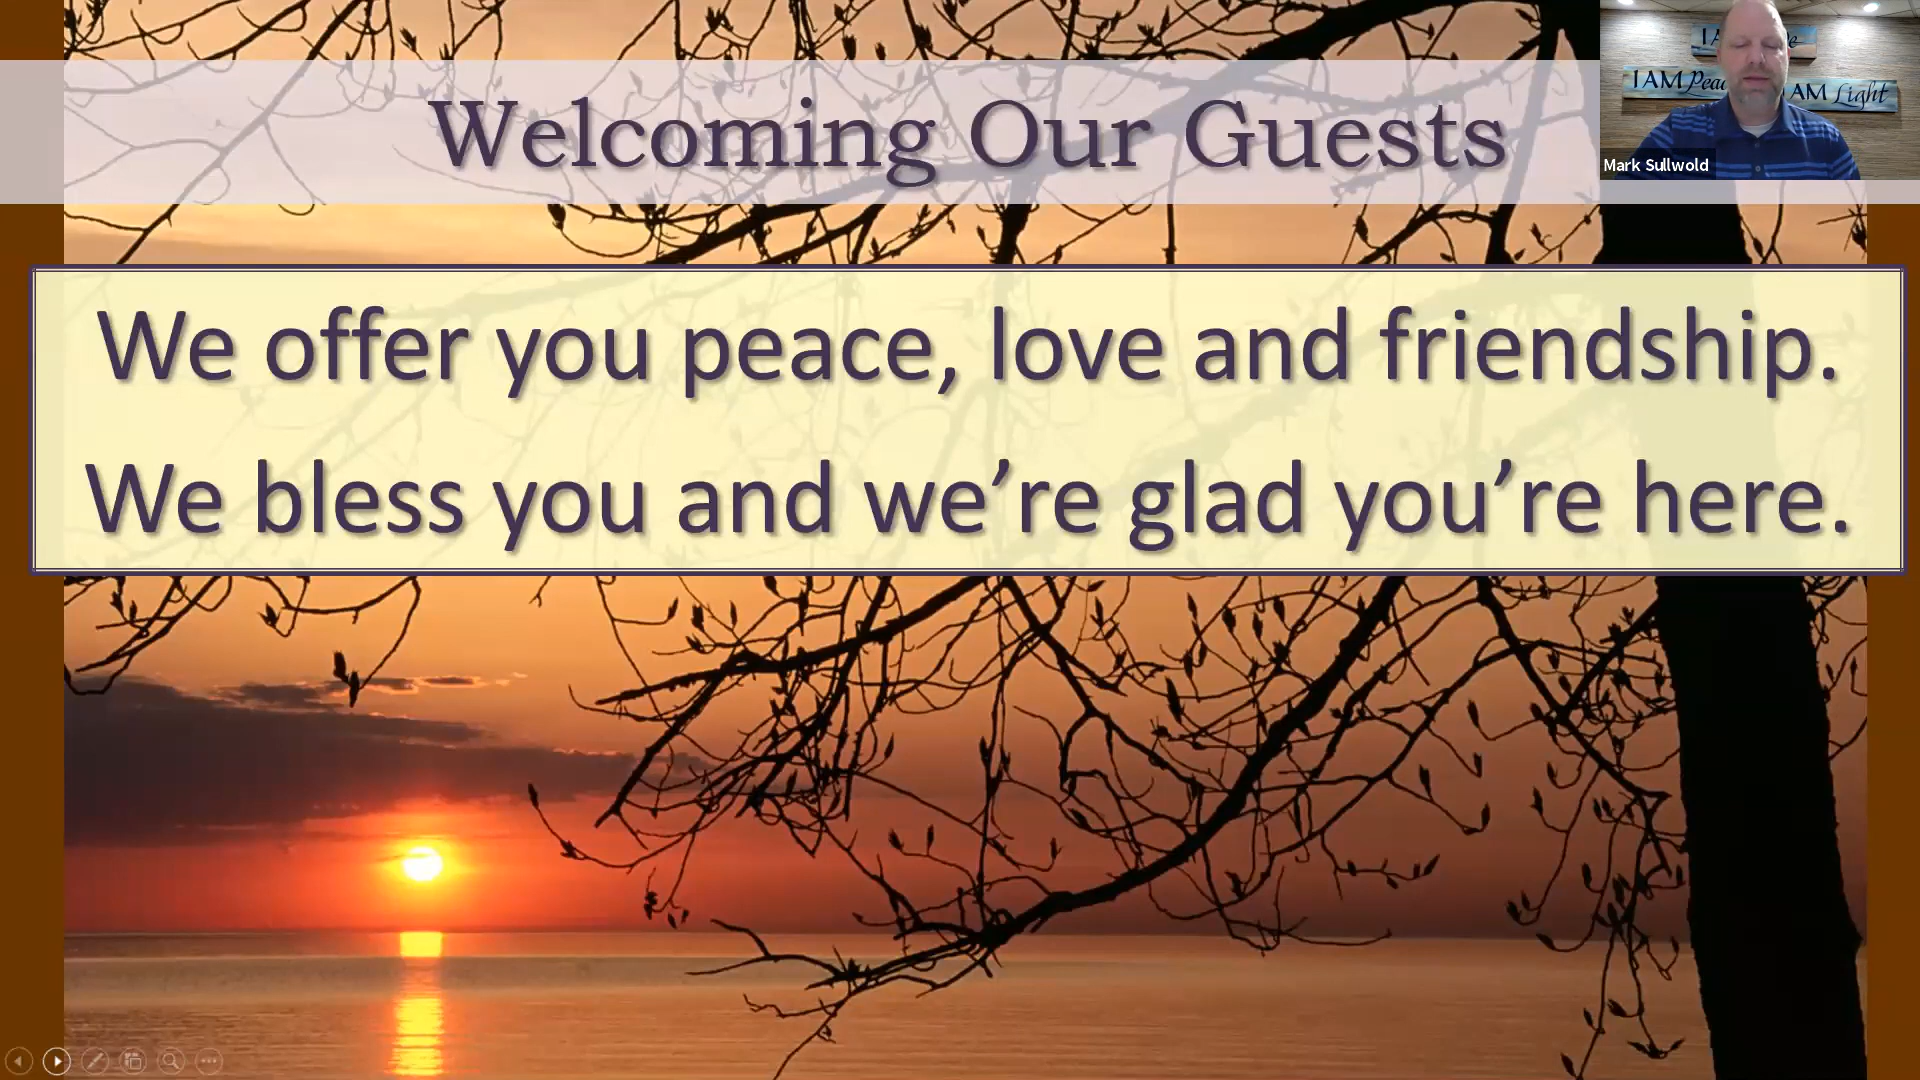 Welcoming Our Guests
We offer you peace, love and friendship.
We bless you and we’re glad you’re here.
I AM Peac
AM Light
Mark Sullwold